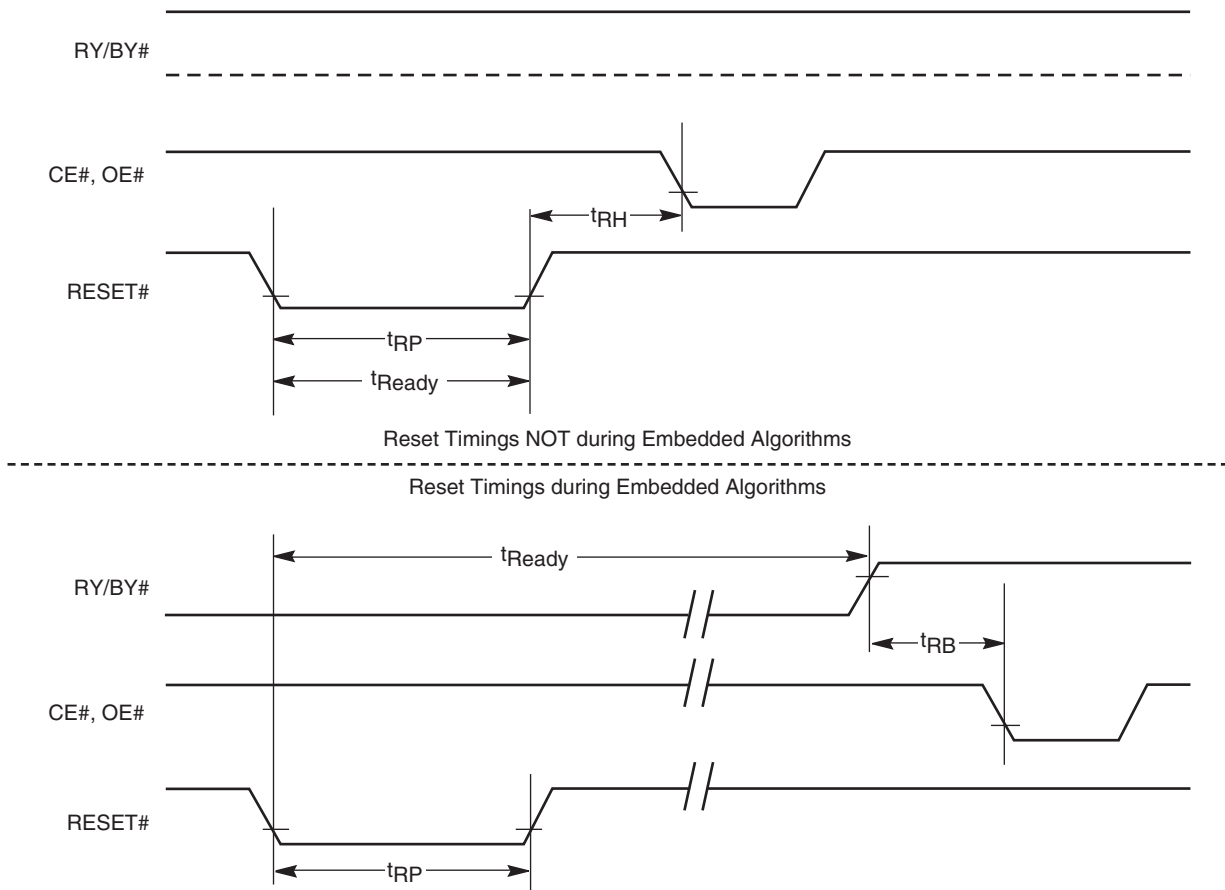 RY/BY#
CE#, OE#
tRH
RESET#
tRP
tReady
Reset Timings NOT during Embedded Algorithms
Reset Timings during Embedded Algorithms
tReady
RY/BY#
tRB
CE#, OE#
RESET#
tRP